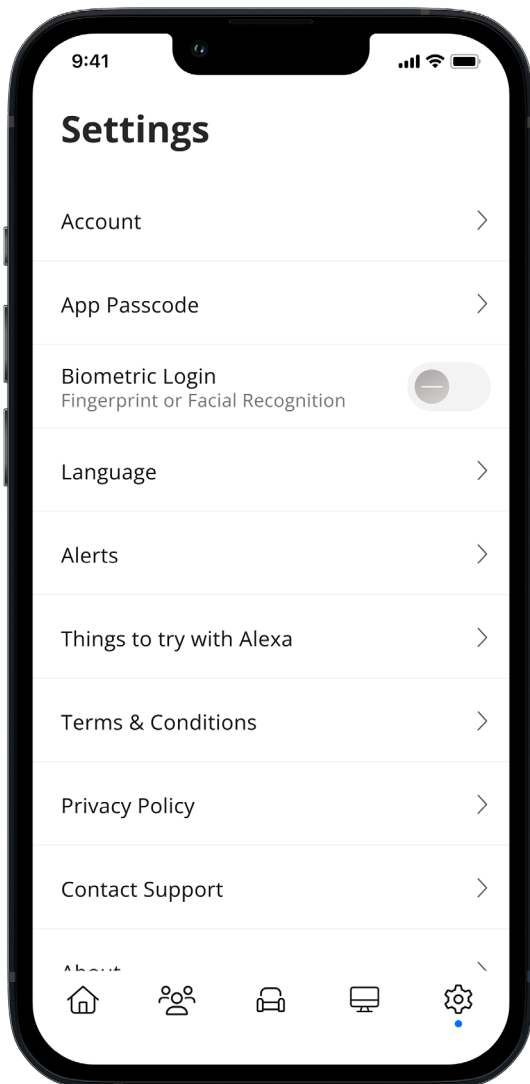 9:41
Settings
Account
App Passcode
Biometric Login
Fingerprint or Facial Recognition
Language
Alerts
Things to try with Alexa
Terms & Conditions
Privacy Policy
Contact Support
About